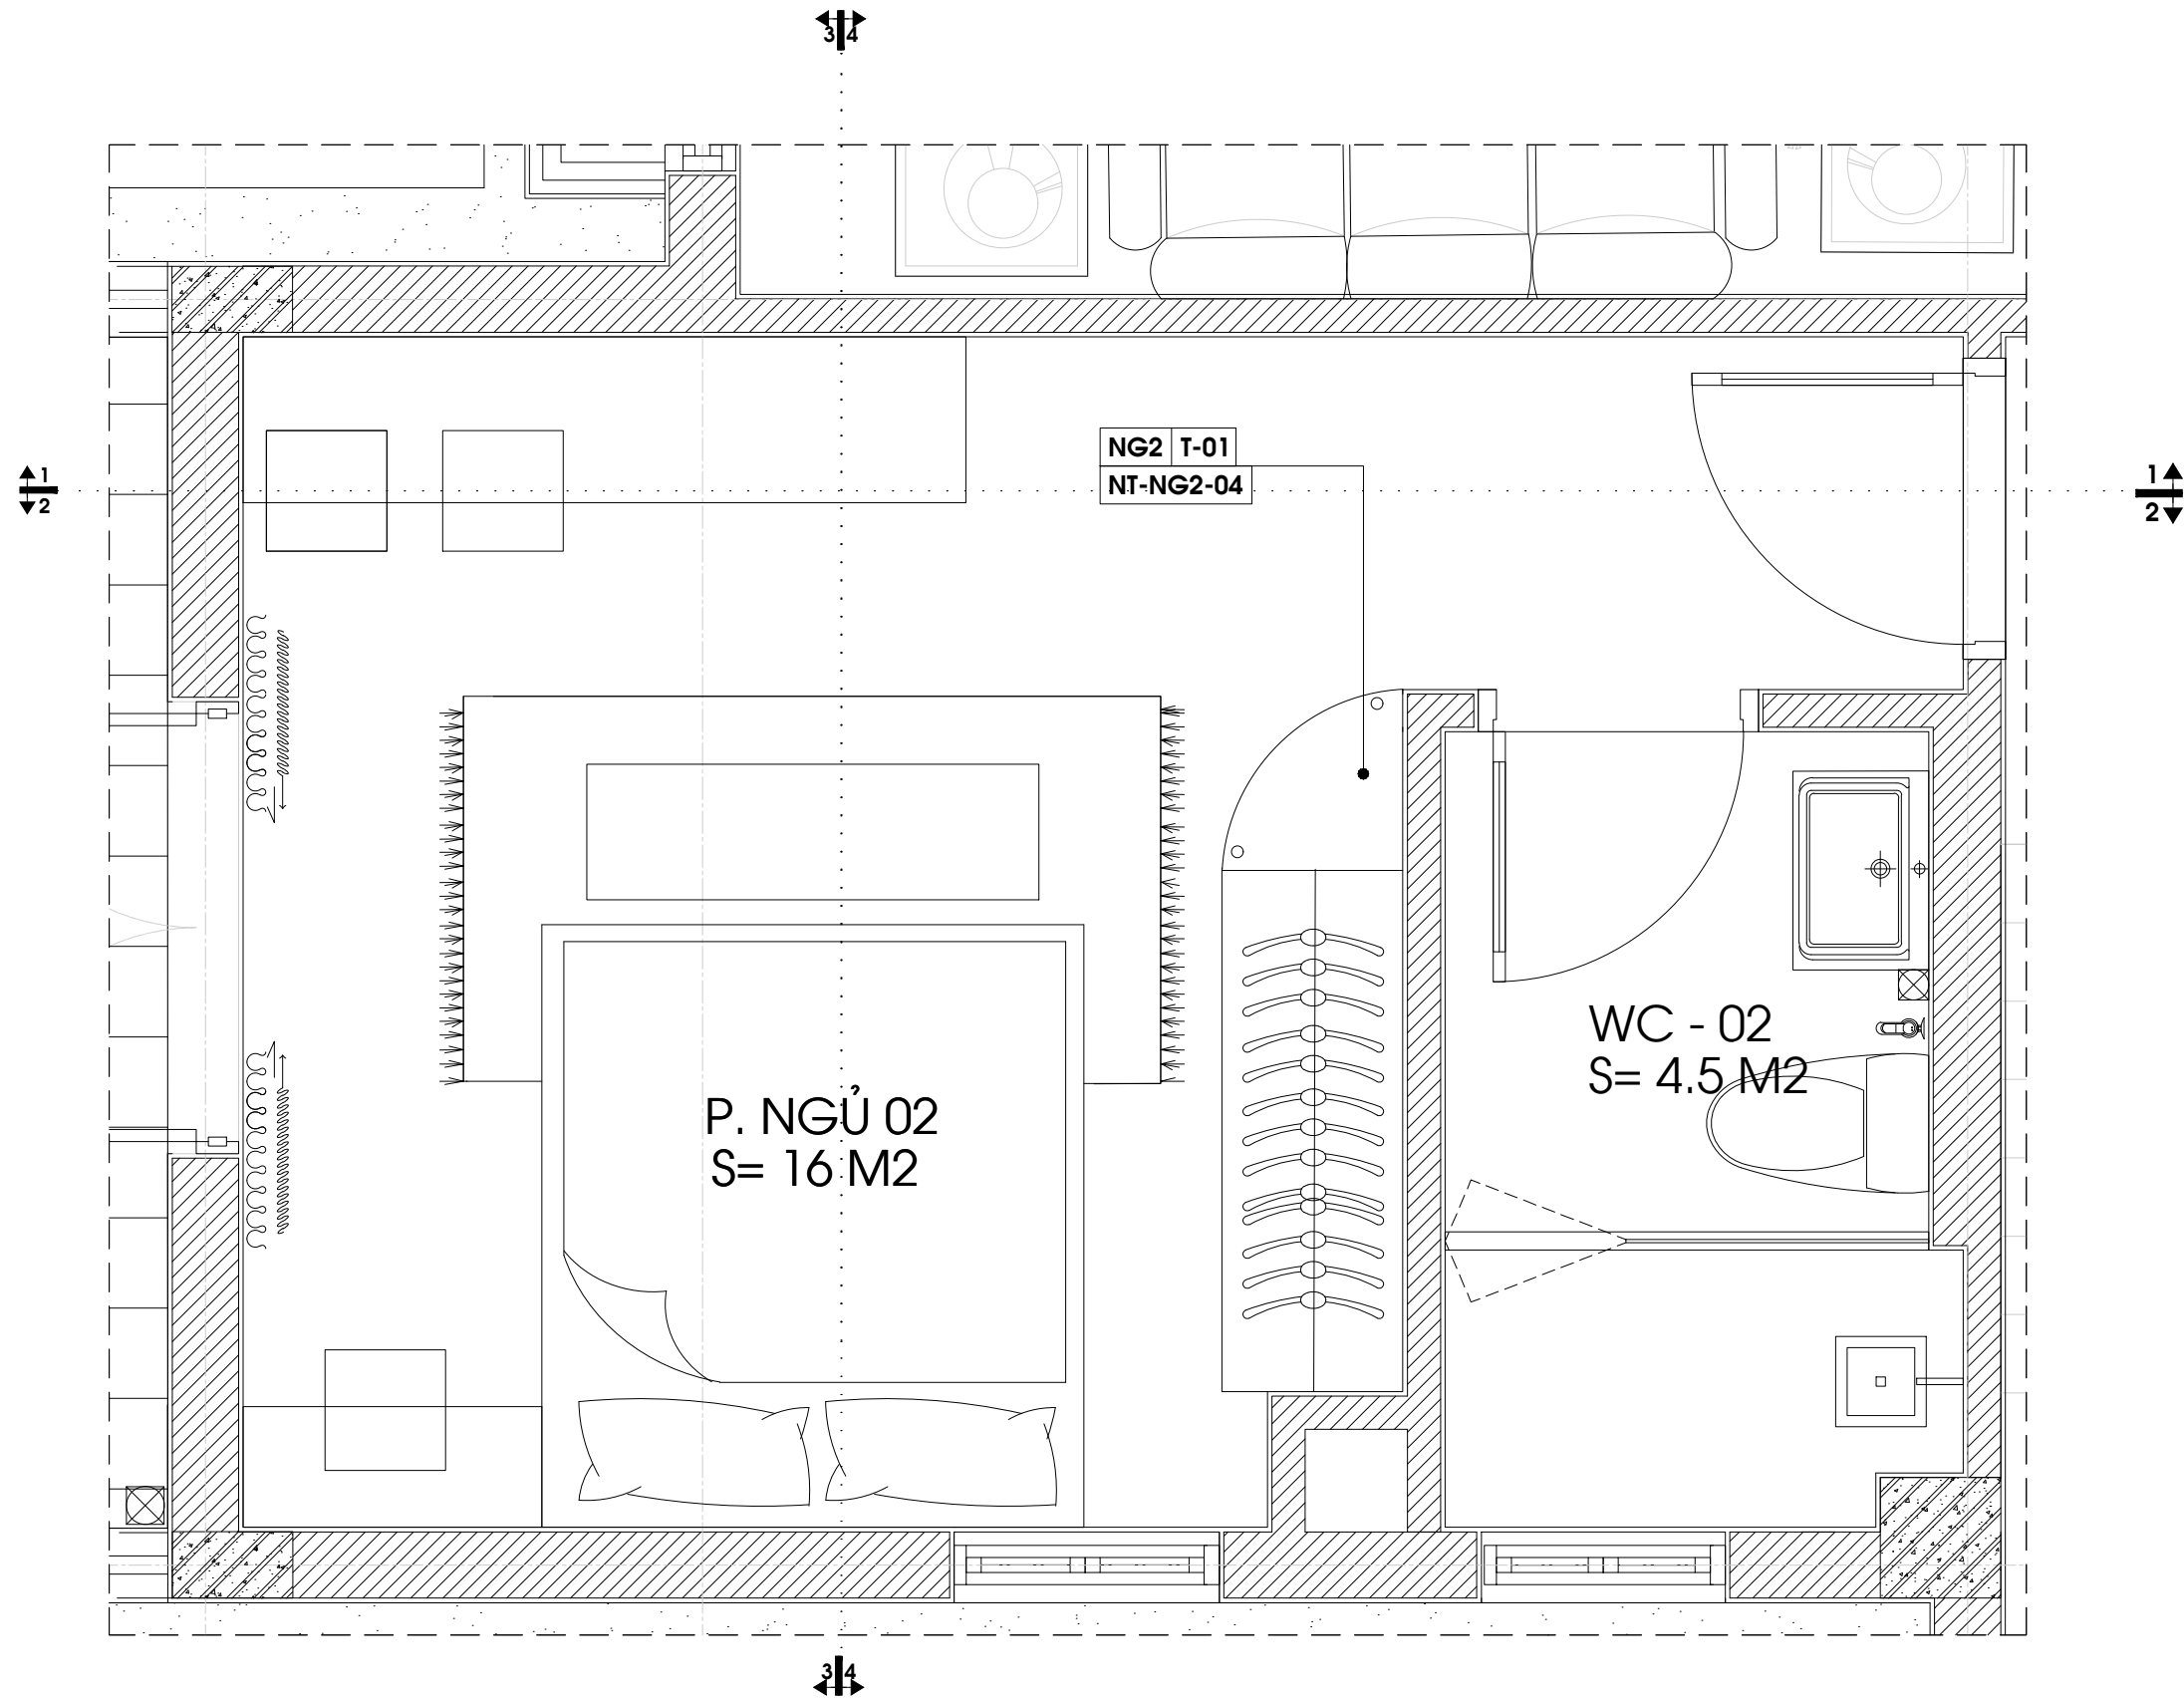 3 4
NG2 T-01
NT-NG2-04
1
2
1
2
WC - 02
S= 4.5 M2
P. NGỦ 02
S= 16 M2
3 4